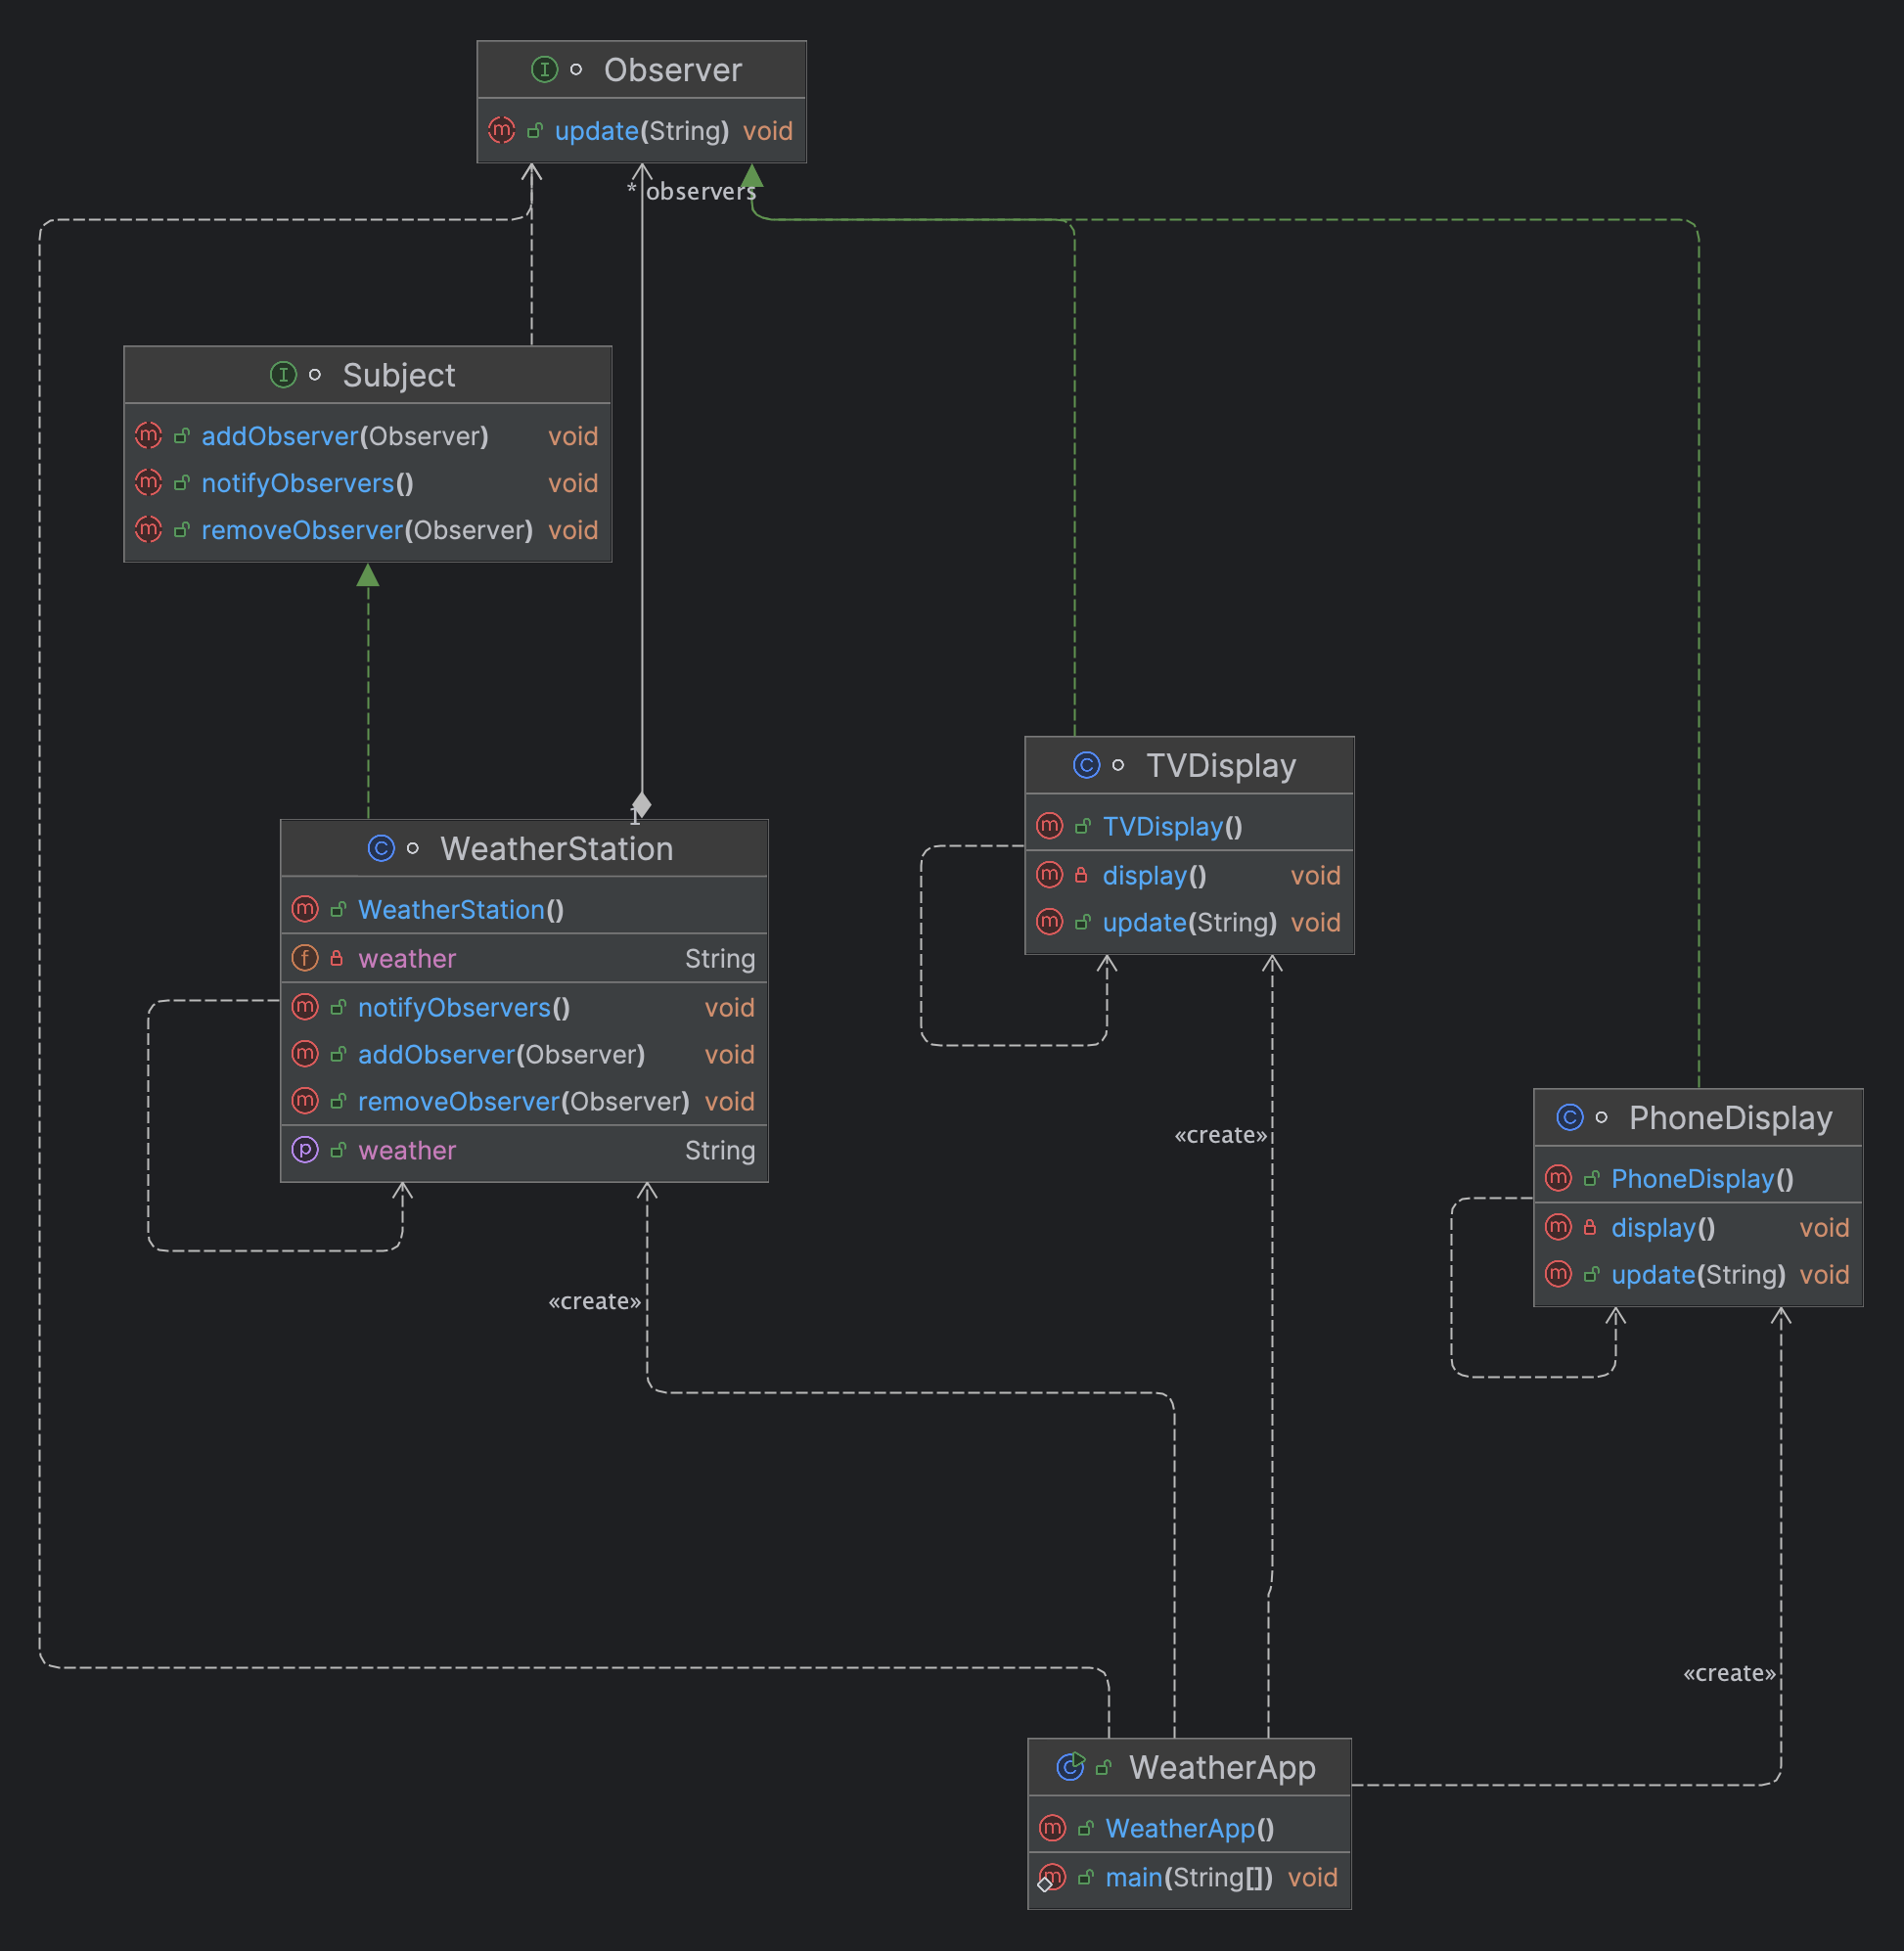 Observer
update(String) void
* observers
Subject
addObserver(Observer) void
notifyObservers() void
removeObserver(Observer) void
TVDisplay
TVDisplay()
display() void
update(String) void
1
WeatherStation
WeatherStation()
weather String
notifyObservers() void
addObserver(Observer) void
removeObserver(Observer) void
weather String
«create»
PhoneDisplay
PhoneDisplay()
display() void
update(String) void
«create»
«create»
WeatherApp
WeatherApp()
main(String[]) void